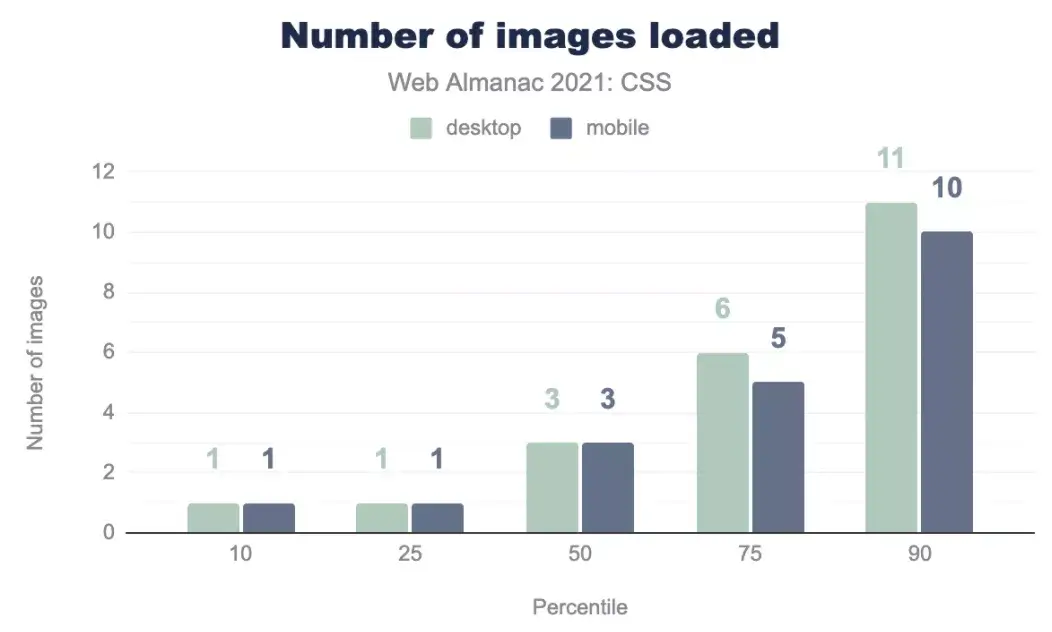 Number of images loaded
Web Almanac 2021: CSS
desktop mobile
12
10
8
6
4
2
0
Number of images
1 1
1 1
3 3
6 5
11 10
10 25 50 75 90
Percentile